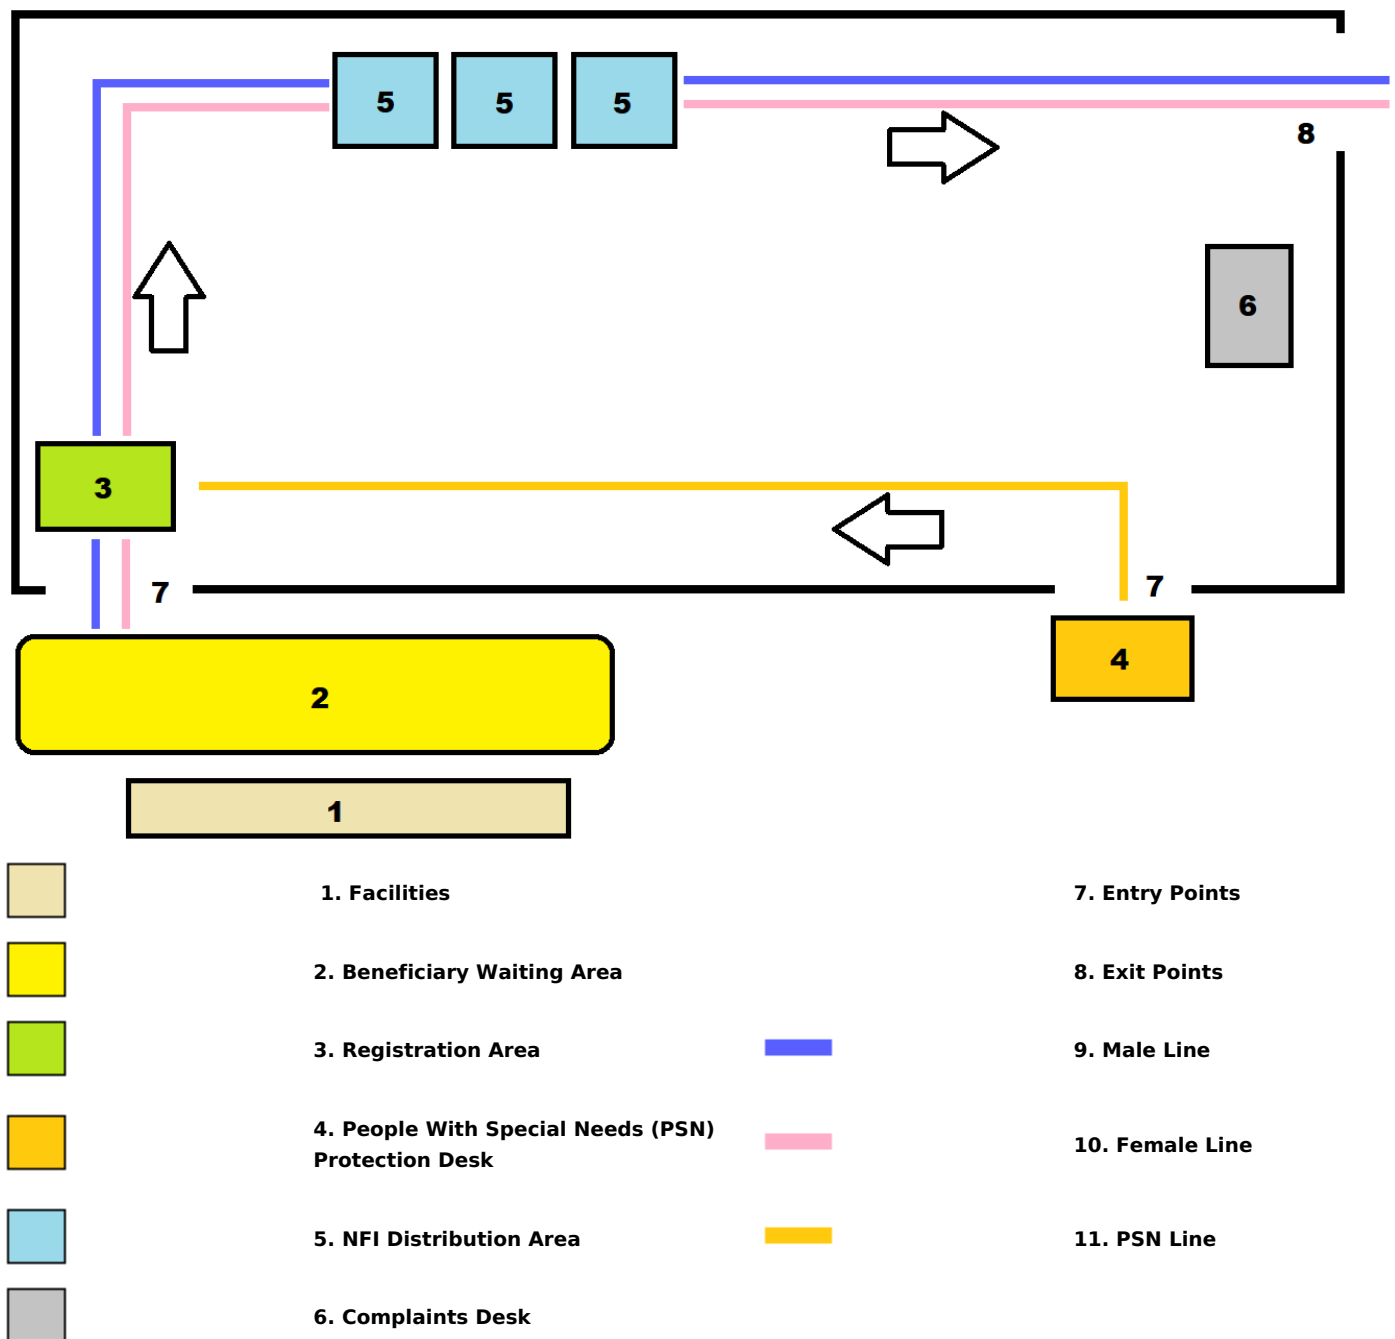 5 5 5
8
6
3
7 7
4
2
1
1. Facilities
7. Entry Points
2. Beneficiary Waiting Area
8. Exit Points
3. Registration Area
9. Male Line
4. People With Special Needs (PSN)
Protection Desk
10. Female Line
5. NFI Distribution Area
11. PSN Line
6. Complaints Desk